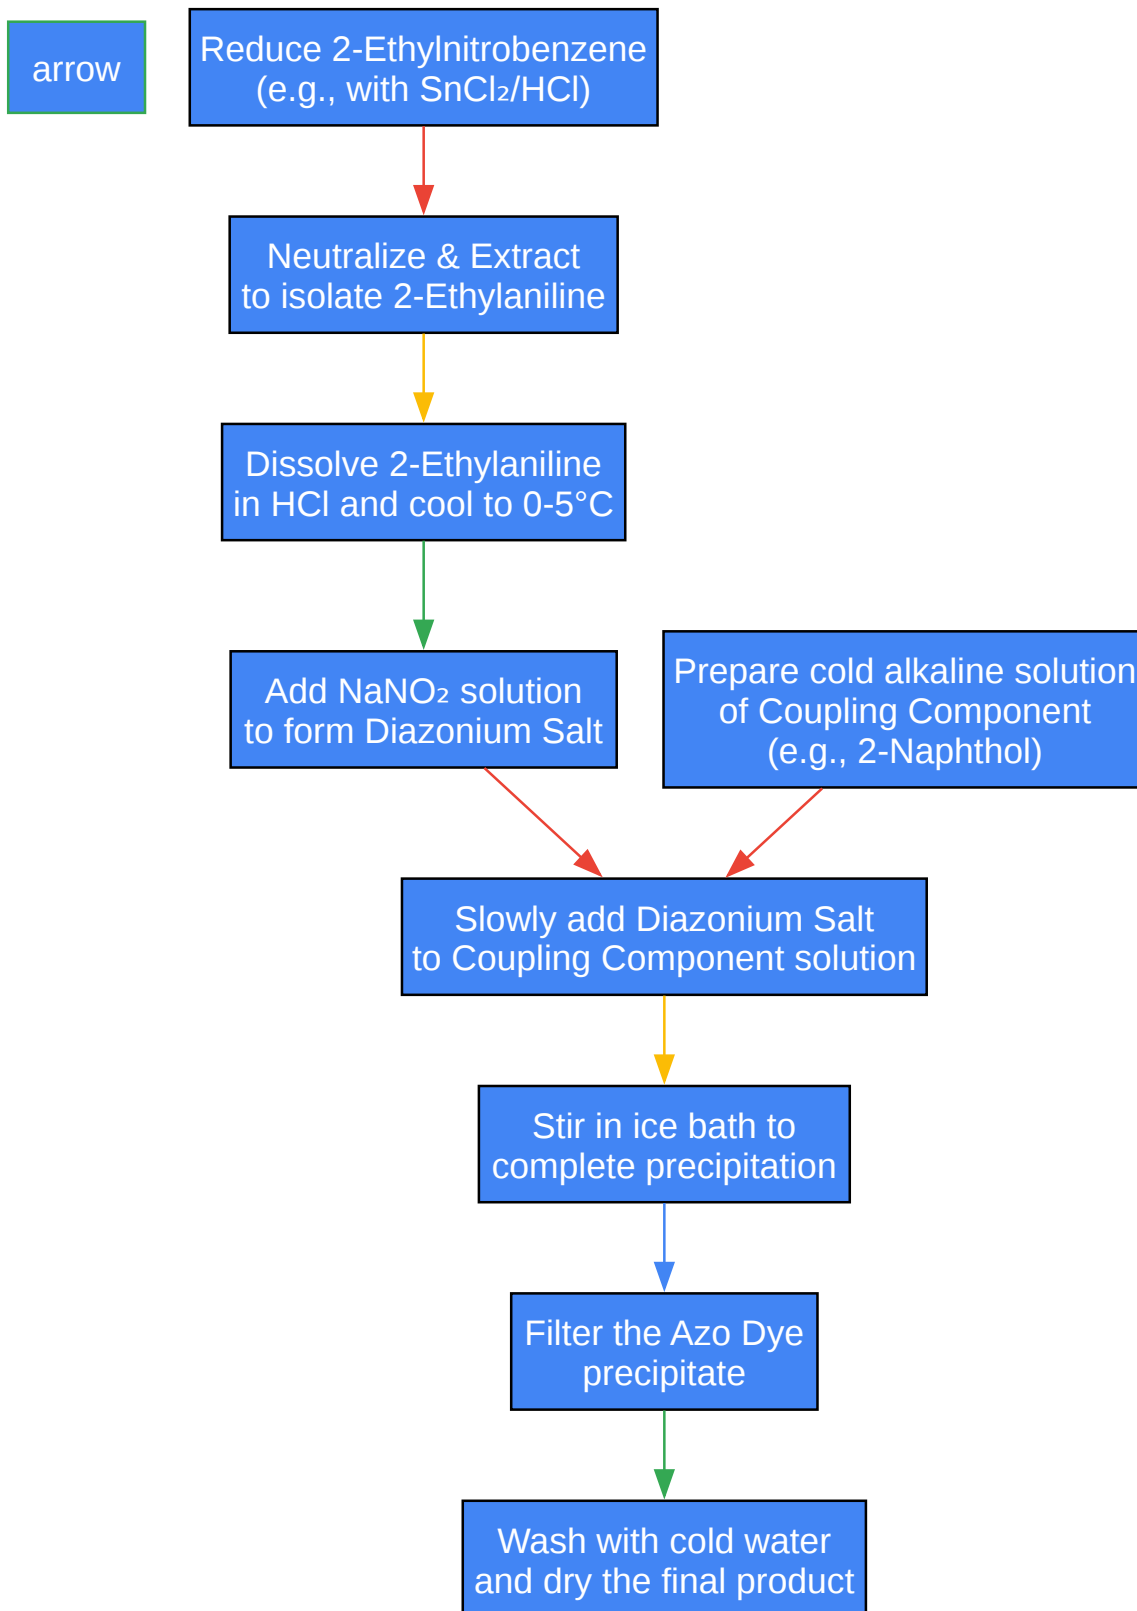 arrow
Reduce 2-Ethylnitrobenzene
(e.g., with SnCl₂/HCl)
Neutralize & Extract
to isolate 2-Ethylaniline
Dissolve 2-Ethylaniline
in HCl and cool to 0-5°C
Add NaNO₂ solution
to form Diazonium Salt
Prepare cold alkaline solution
of Coupling Component
(e.g., 2-Naphthol)
Slowly add Diazonium Salt
to Coupling Component solution
Stir in ice bath to
complete precipitation
Filter the Azo Dye
precipitate
Wash with cold water
and dry the final product